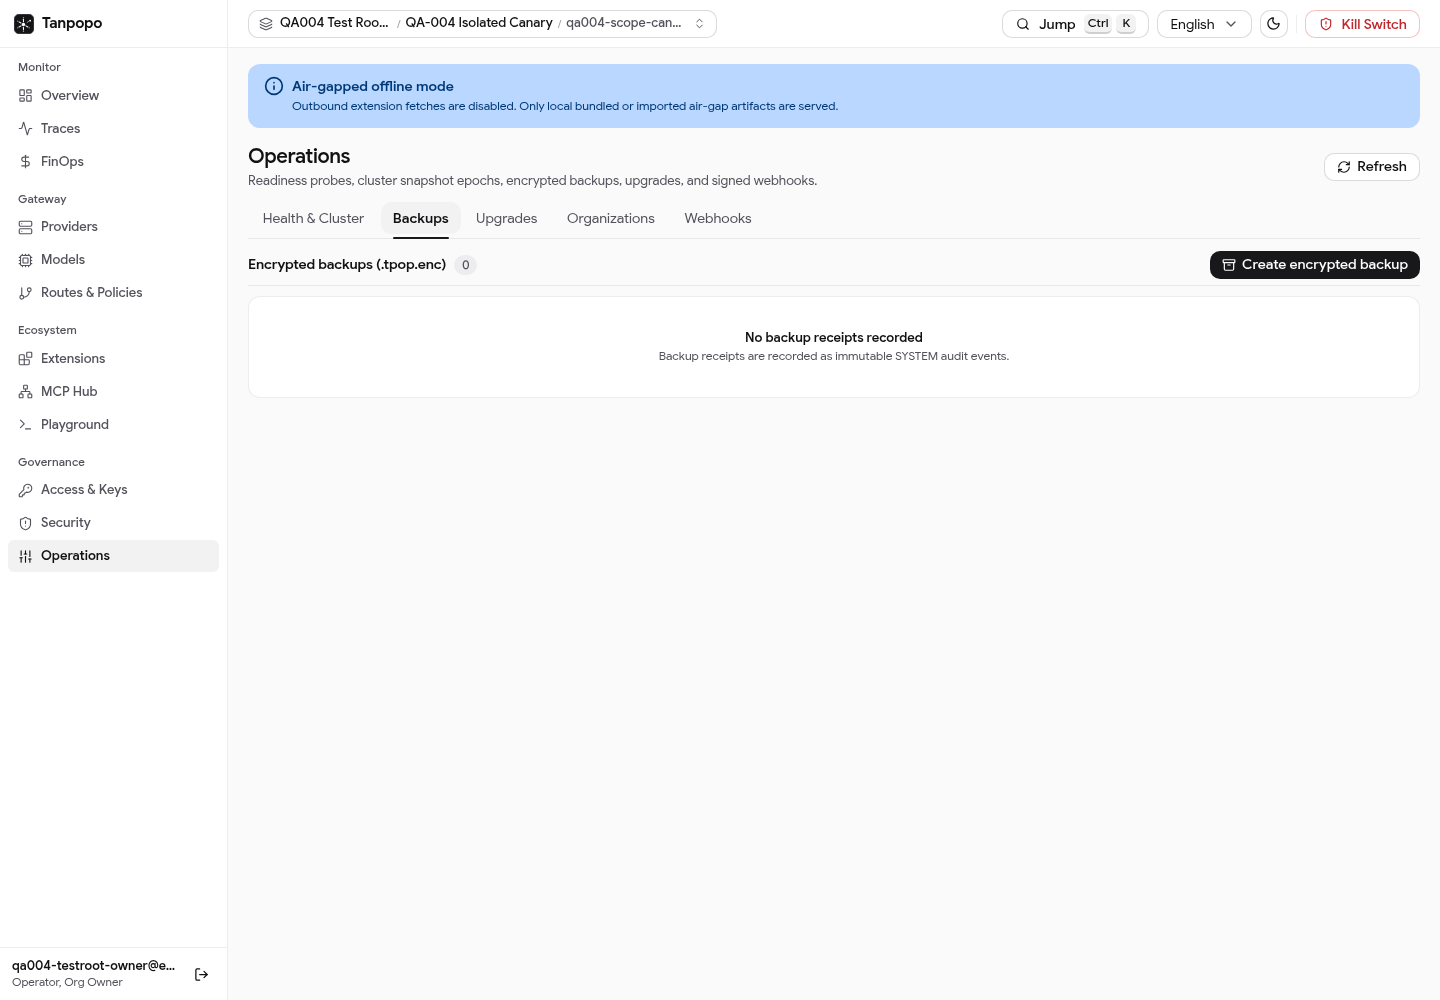 Tanpopo
Monitor
Overview
Traces
FinOps
Gateway
Providers
Models
Routes & Policies
Ecosystem
Extensions
MCP Hub
Playground
Governance
Access & Keys
Security
Operations
qa004-testroot-owner@e...
Operator, Org Owner
QA004 Test Roo... / QA-004 Isolated Canary / qa004-scope-can...
Jump Ctrl K
English
Kill Switch
Air-gapped offline mode
Outbound extension fetches are disabled. Only local bundled or imported air-gap artifacts are served.
Operations
Readiness probes, cluster snapshot epochs, encrypted backups, upgrades, and signed webhooks.
Refresh
Health & Cluster Backups Upgrades Organizations Webhooks
Encrypted backups (.tpop.enc) 0
Create encrypted backup
No backup receipts recorded
Backup receipts are recorded as immutable SYSTEM audit events.